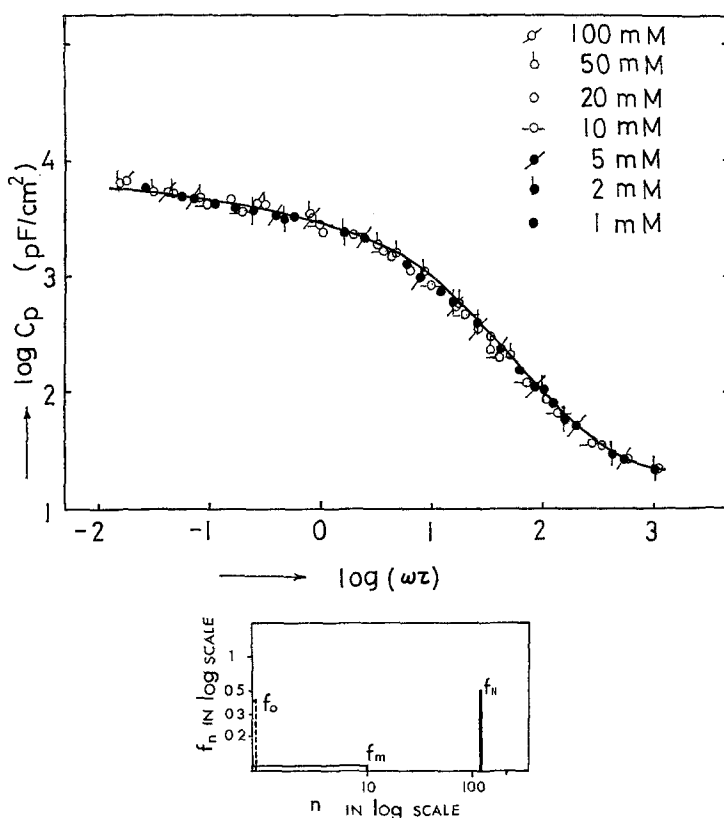 100 mM
50 mM
20 mM
10 mM
5 mM
2 mM
1 mM
log Cp (pF/cm²)
4
3
2
1
-2 -1 0 1 2 3
log (ωτ)
fn IN LOG SCALE
1
0.5
0.3
0.2
fo
fm
fN
10 100
n IN LOG SCALE